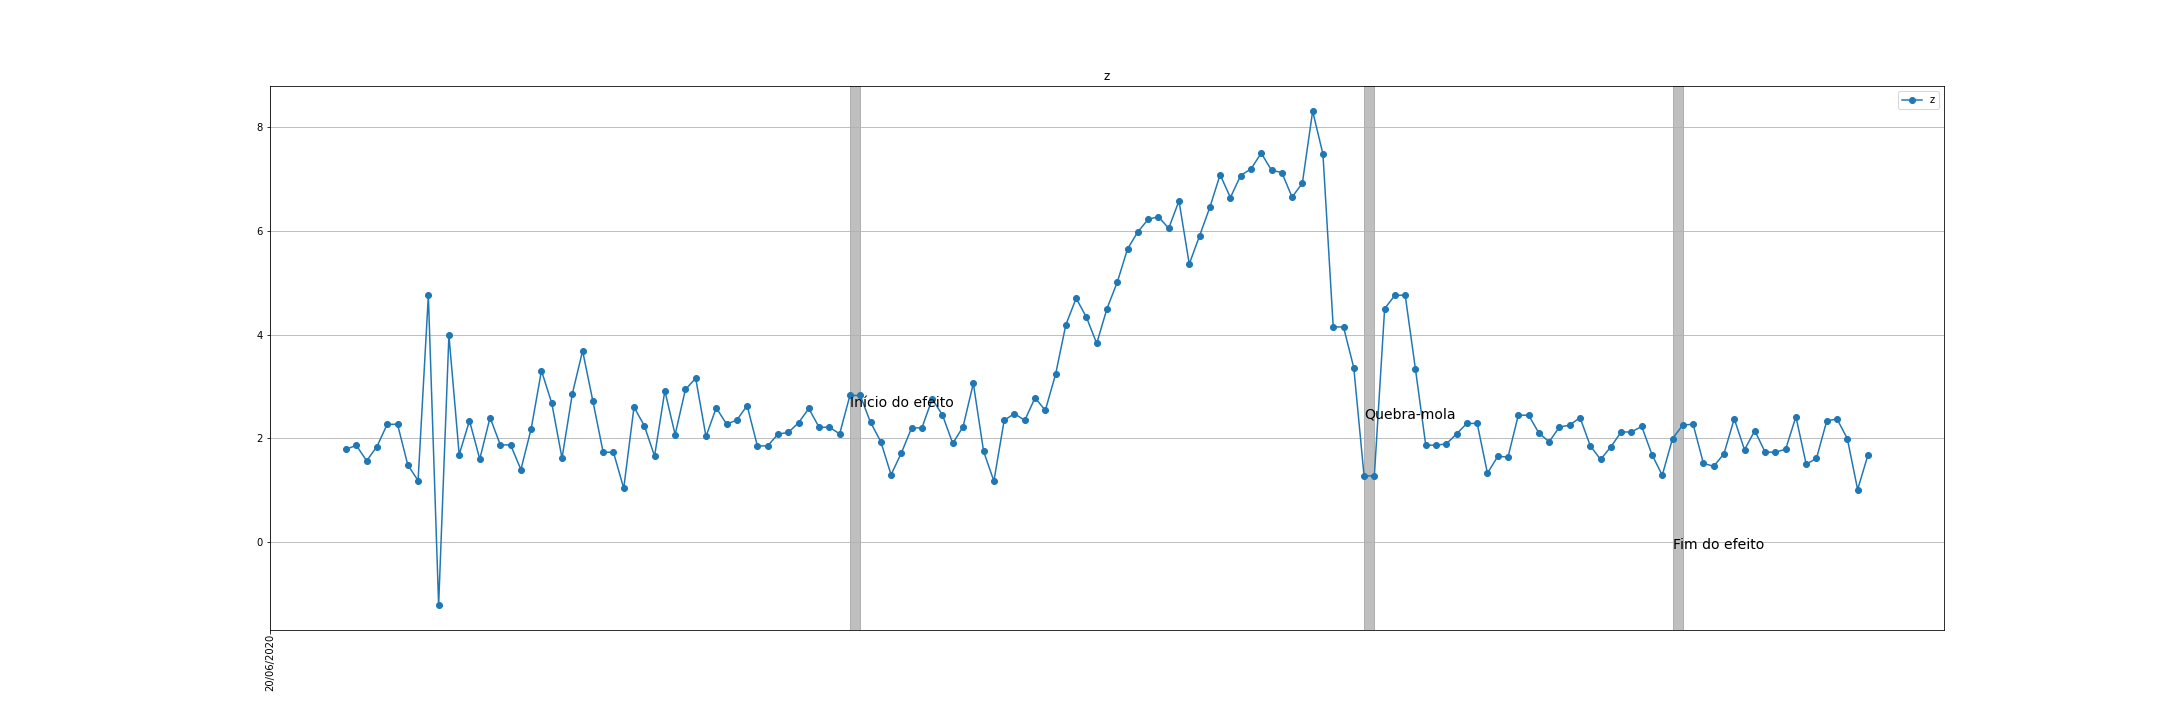 z
z
8
6
4
2
0
Início do efeito
Quebra-mola
Fim do efeito
20/06/2020